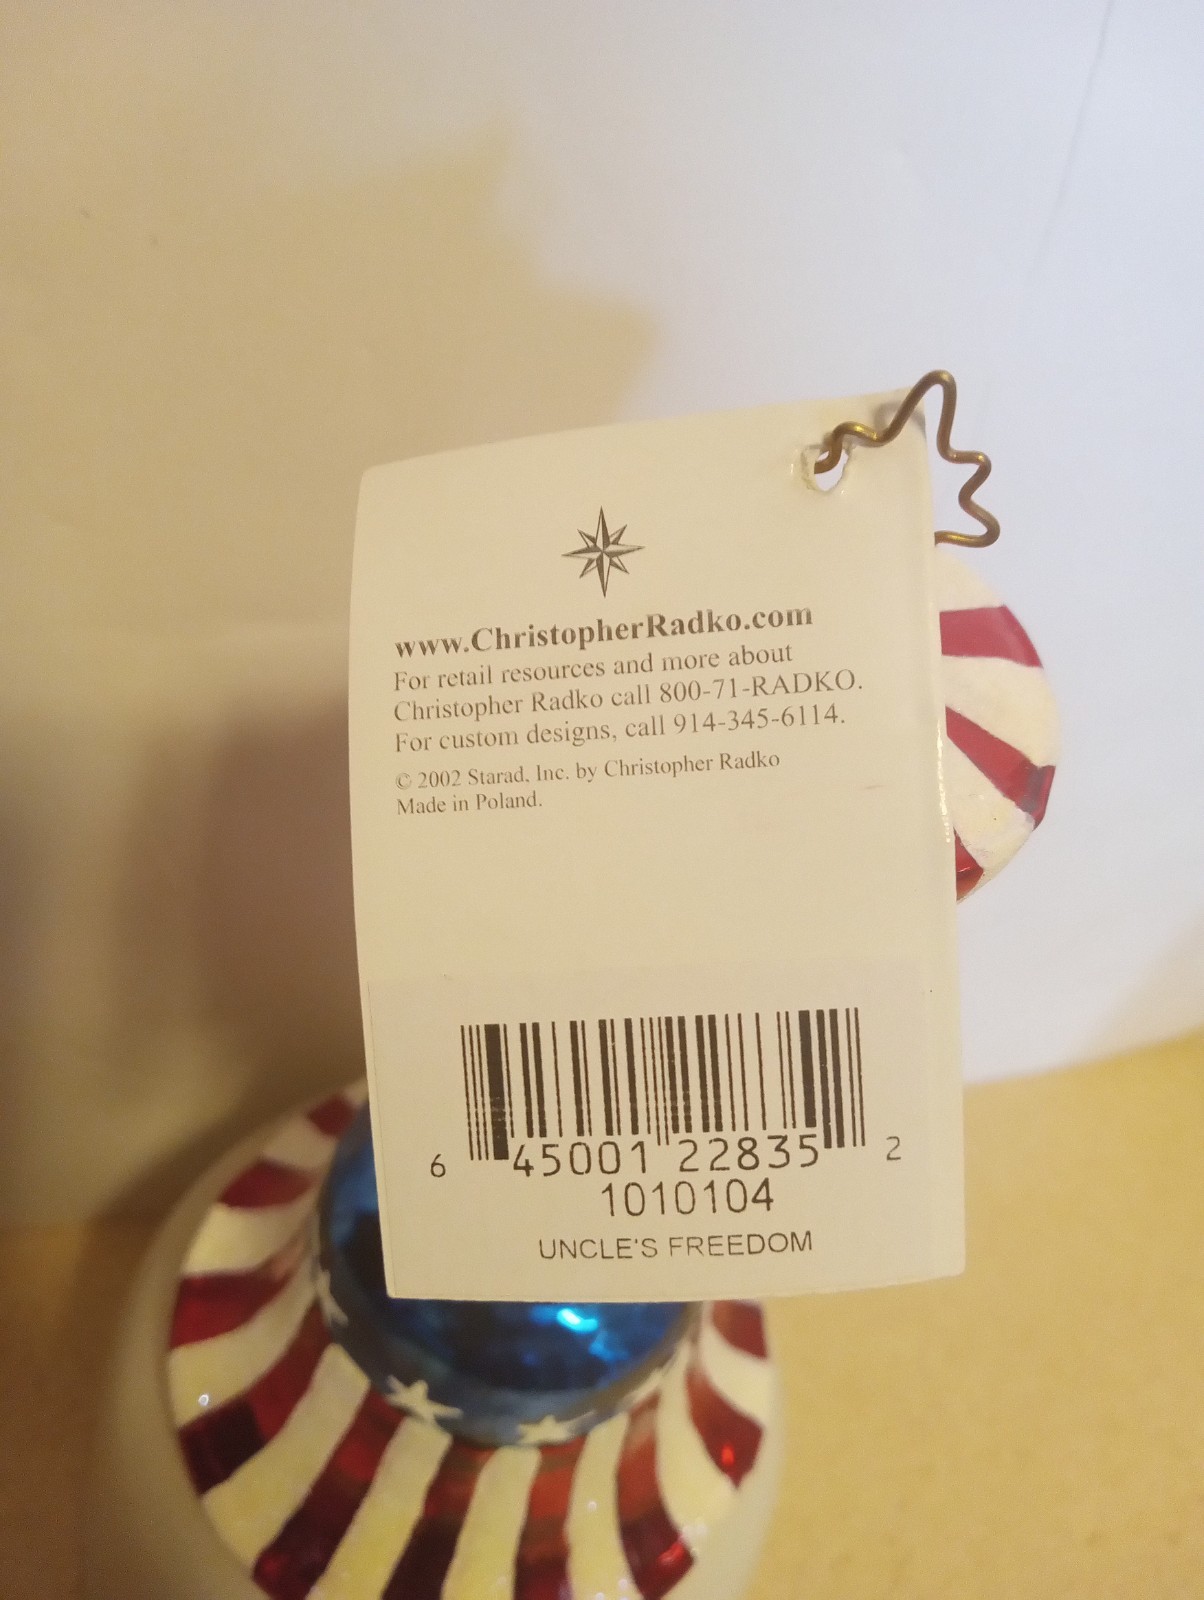 www.ChristopherRadko.com
For retail resources and more about
Christopher Radko call 800-71-RADKO.
For custom designs, call 914-345-6114.
© 2002 Starad, Inc. by Christopher Radko
Made in Poland.
6 45001 22835 2
1010104
UNCLE'S FREEDOM